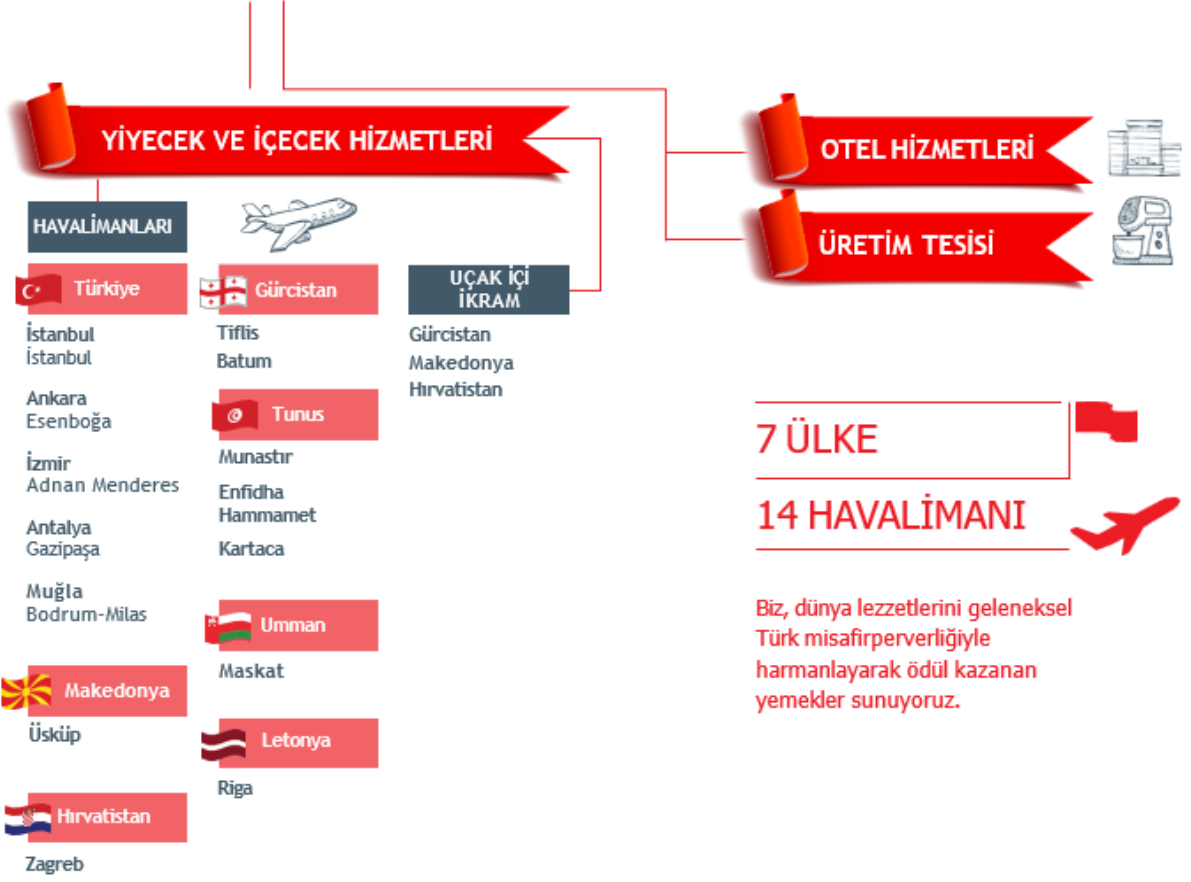 YİYECEK VE İÇECEK HİZMETLERİ
HAVALİMANLARI
Türkiye
İstanbul
İstanbul
Ankara
Esenboğa
İzmir
Adnan Menderes
Antalya
Gazipaşa
Muğla
Bodrum-Milas
Makedonya
Üsküp
Hırvatistan
Zagreb
Gürcistan
Tiflis
Batum
Tunus
Munastır
Enfidha
Hammamet
Kartaca
Umman
Maskat
Letonya
Riga
UÇAK İÇİ
İKRAM
Gürcistan
Makedonya
Hırvatistan
OTEL HİZMETLERİ
HOTEL
ÜRETİM TESİSİ
7 ÜLKE
14 HAVALİMANI
Biz, dünya lezzetlerini geleneksel
Türk misafirperverliğiyle
harmanlayarak ödül kazanan
yemekler sunuyoruz.